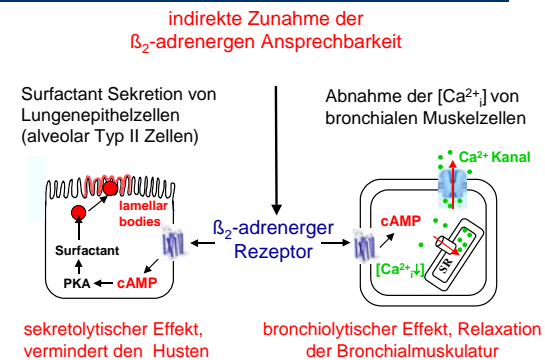 indirekte Zunahme der
ß₂-adrenergen Ansprechbarkeit
Surfactant Sekretion von
Lungenepithelzellen
(alveolar Typ II Zellen)
Abnahme der [Ca²⁺ᵢ] von
bronchialen Muskelzellen
lamellar
bodies
Surfactant
PKA
cAMP
ß₂-adrenerger
Rezeptor
Ca²⁺ Kanal
cAMP
[Ca²⁺ᵢ↓]
SR
sekretolytischer Effekt,
vermindert den Husten
bronchiolytischer Effekt, Relaxation
der Bronchialmuskulatur